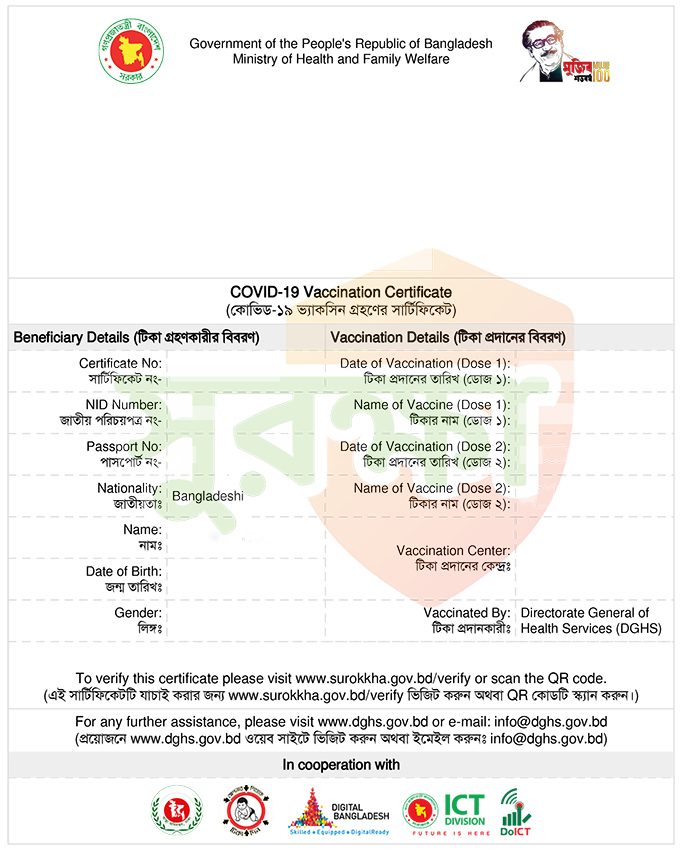 গণপ্রজাতন্ত্রী বাংলাদেশ
সরকার
Government of the People's Republic of Bangladesh
Ministry of Health and Family Welfare
মুজিব
শতবর্ষ
MUJIB
100
COVID-19 Vaccination Certificate
(কোভিড-১৯ ভ্যাকসিন গ্রহণের সার্টিফিকেট)
Beneficiary Details (টিকা গ্রহণকারীর বিবরণ)
Vaccination Details (টিকা প্রদানের বিবরণ)
Certificate No:
সার্টিফিকেট নং-
Date of Vaccination (Dose 1):
টিকা প্রদানের তারিখ (ডোজ ১):
NID Number:
জাতীয় পরিচয়পত্র নং-
Name of Vaccine (Dose 1):
টিকার নাম (ডোজ ১):
Passport No:
পাসপোর্ট নং-
Date of Vaccination (Dose 2):
টিকা প্রদানের তারিখ (ডোজ ২):
Nationality:
জাতীয়তাঃ
Bangladeshi
Name of Vaccine (Dose 2):
টিকার নাম (ডোজ ২):
Name:
নামঃ
Vaccination Center:
টিকা প্রদানের কেন্দ্রঃ
Date of Birth:
জন্ম তারিখঃ
Gender:
লিঙ্গঃ
Vaccinated By:
টিকা প্রদানকারীঃ
Directorate General of
Health Services (DGHS)
সুরক্ষা
To verify this certificate please visit www.surokkha.gov.bd/verify or scan the QR code.
(এই সার্টিফিকেটটি যাচাই করার জন্য www.surokkha.gov.bd/verify ভিজিট করুন অথবা QR কোডটি স্ক্যান করুন।)
For any further assistance, please visit www.dghs.gov.bd or e-mail: info@dghs.gov.bd
(প্রয়োজনে www.dghs.gov.bd ওয়েব সাইটে ভিজিট করুন অথবা ইমেইল করুনঃ info@dghs.gov.bd)
In cooperation with
DIGITAL
BANGLADESH
Skilled • Equipped • DigitalReady
ICT
DIVISION
FUTURE IS HERE
DoICT